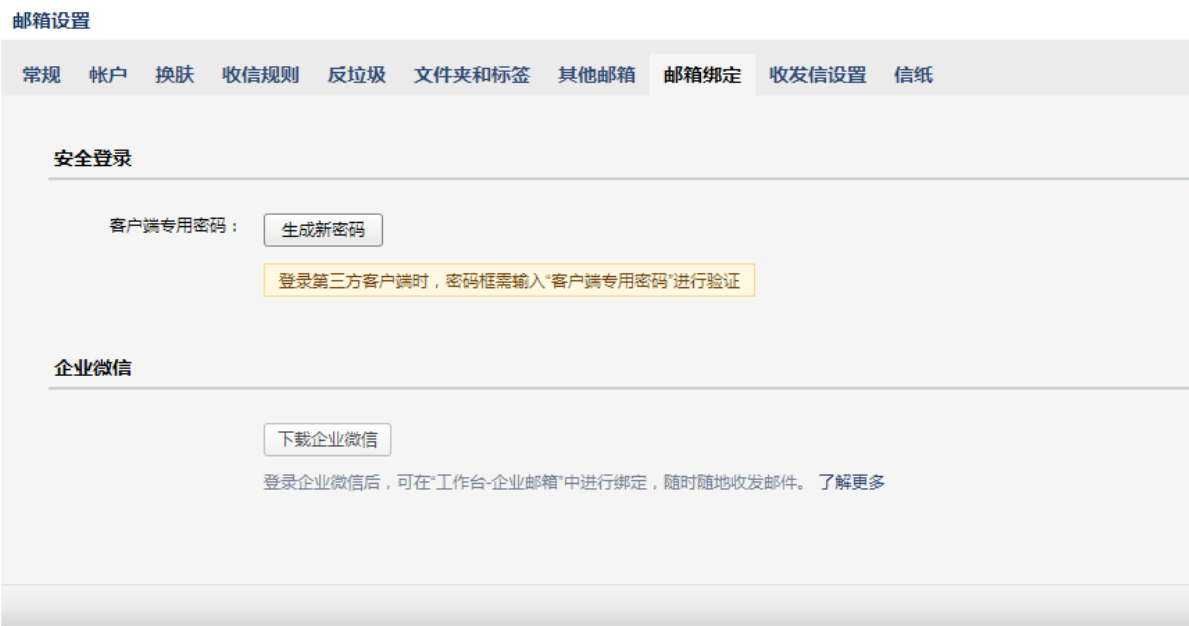 邮箱设置
常规 帐户 换肤 收信规则 反垃圾 文件夹和标签 其他邮箱 邮箱绑定 收发信设置 信纸
安全登录
客户端专用密码： 生成新密码
登录第三方客户端时，密码框需输入“客户端专用密码”进行验证
企业微信
下载企业微信
登录企业微信后，可在“工作台-企业邮箱”中进行绑定，随时随地收发邮件。 了解更多